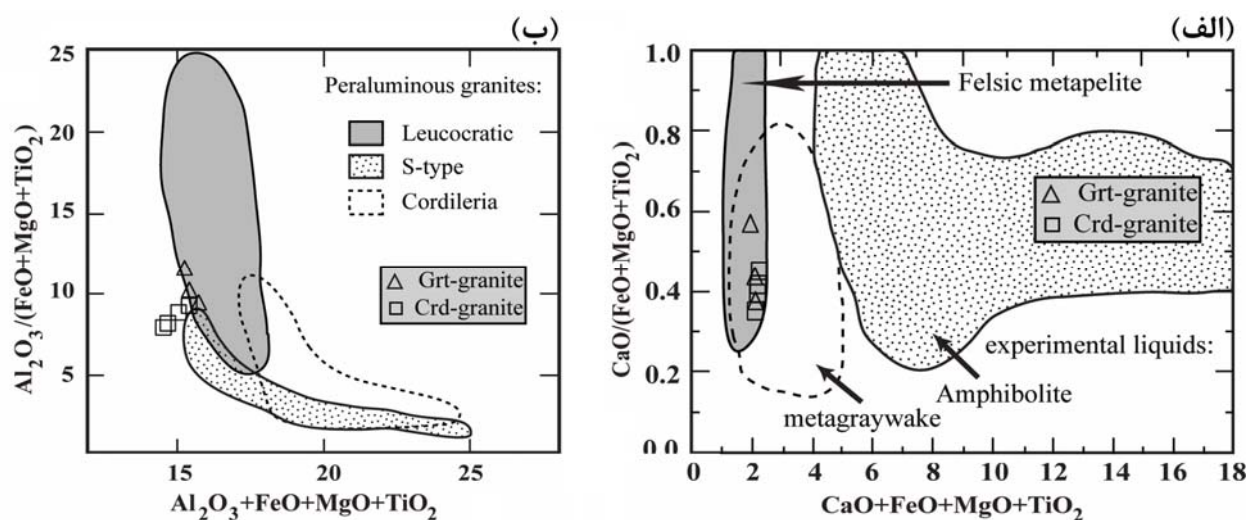 (ب)
25
20
15
10
5
15
20
25
Al₂O₃/(FeO+MgO+TiO₂)
Al₂O₃+FeO+MgO+TiO₂
Peraluminous granites:
Leucocratic
S-type
Cordileria
Grt-granite
Crd-granite
(الف)
1.0
0.8
0.6
0.4
0.2
0.0
0
2
4
6
8
10
12
14
16
18
CaO/(FeO+MgO+TiO₂)
CaO+FeO+MgO+TiO₂
Felsic metapelite
Grt-granite
Crd-granite
experimental liquids:
Amphibolite
metagraywake